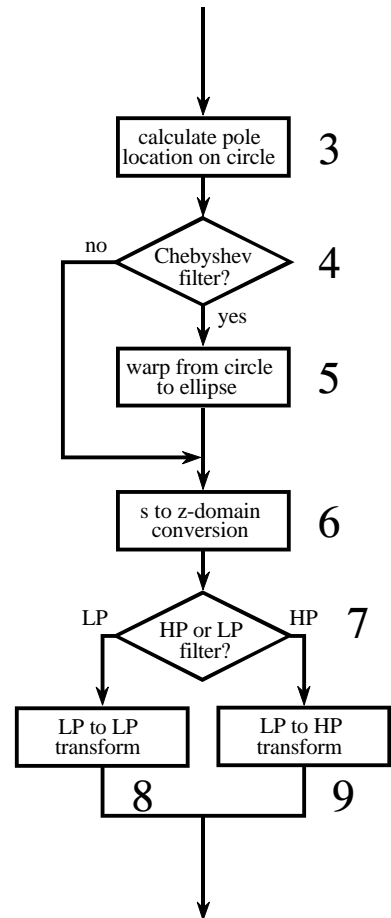 calculate pole
location on circle
3
no
Chebyshev
filter?
4
yes
warp from circle
to ellipse
5
s to z-domain
conversion
6
LP
HP
7
HP or LP
filter?
LP to LP
transform
LP to HP
transform
8
9